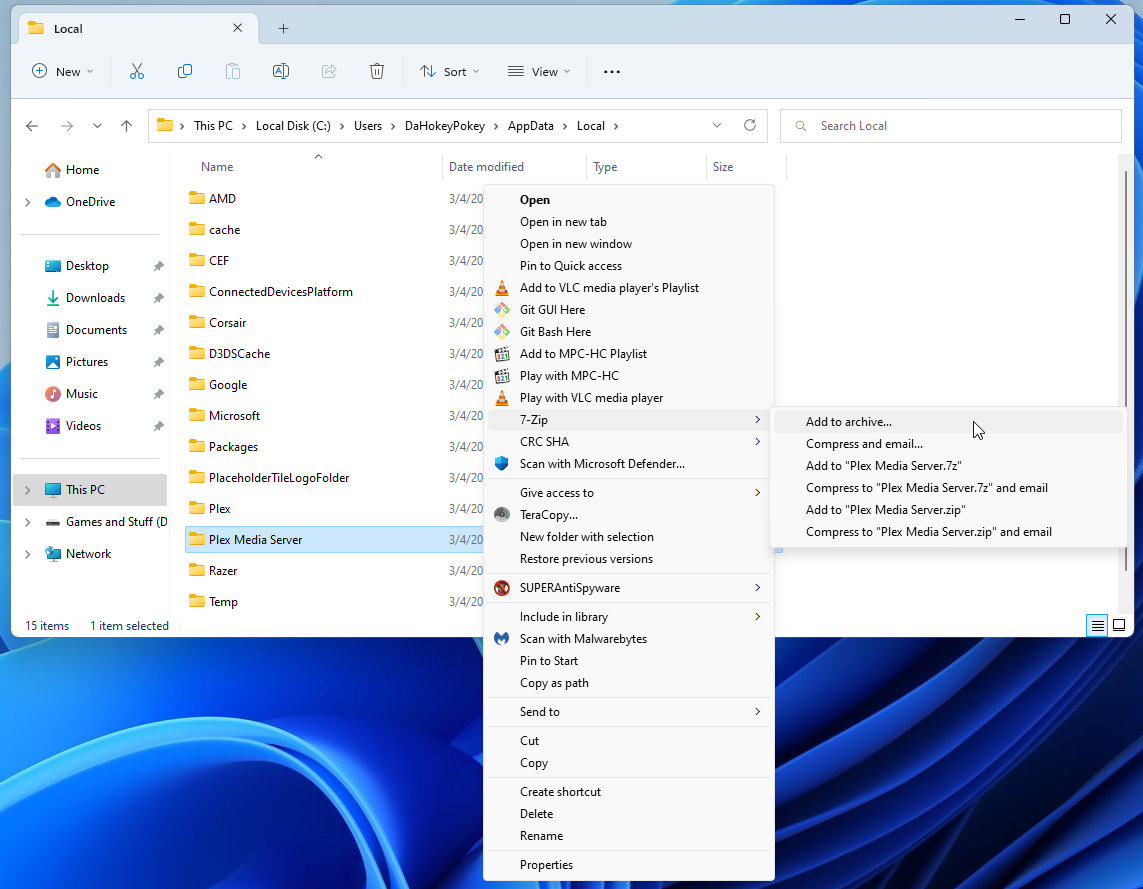 Local
New
Sort
View
This PC
Local Disk (C:)
Users
DaHokeyPokey
AppData
Local
Search Local
Home
OneDrive
Desktop
Downloads
Documents
Pictures
Music
Videos
This PC
Games and Stuff (D
Network
Name
Date modified
Type
Size
AMD
3/4/20
cache
3/4/20
CEF
3/4/20
ConnectedDevicesPlatform
3/4/20
Corsair
3/4/20
D3DSCache
3/4/20
Google
3/4/20
Microsoft
3/4/20
Packages
3/4/20
PlaceholderTileLogoFolder
3/4/20
Plex
3/4/20
Plex Media Server
3/4/20
Razer
3/4/20
Temp
3/4/20
15 items
1 item selected
Open
Open in new tab
Open in new window
Pin to Quick access
Add to VLC media player's Playlist
Git GUI Here
Git Bash Here
Add to MPC-HC Playlist
Play with MPC-HC
Play with VLC media player
7-Zip
CRC SHA
Scan with Microsoft Defender...
Give access to
TeraCopy...
New folder with selection
Restore previous versions
SUPERAntiSpyware
Include in library
Scan with Malwarebytes
Pin to Start
Copy as path
Send to
Cut
Copy
Create shortcut
Delete
Rename
Properties
Add to archive...
Compress and email...
Add to "Plex Media Server.7z"
Compress to "Plex Media Server.7z" and email
Add to "Plex Media Server.zip"
Compress to "Plex Media Server.zip" and email